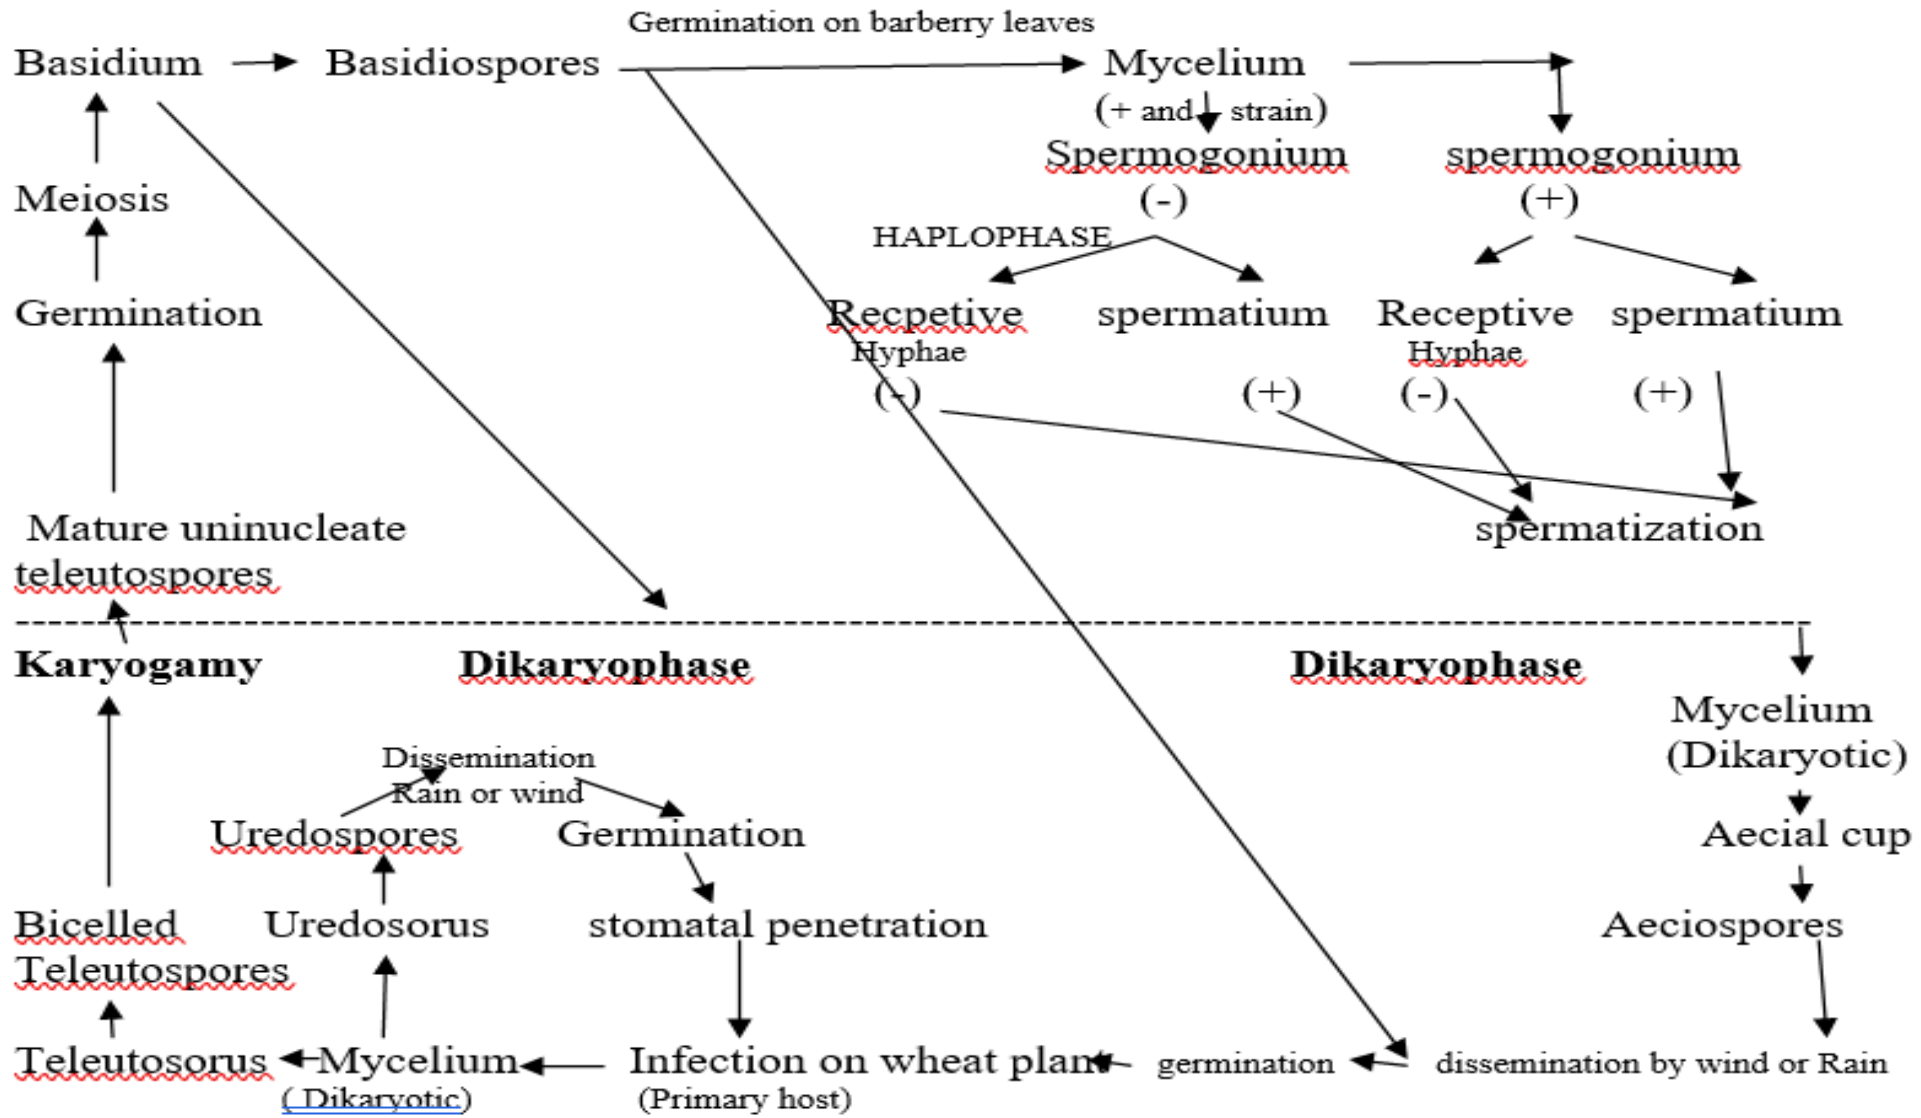 Germination on barberry leaves
Basidium
Basidiospores
Mycelium
(+ and - strain)
Spermogonium
spermogonium
Meiosis
(-)
(+)
HAPLOPHASE
Germination
Recpetive
spermatium
Receptive
spermatium
Hyphae
Hyphae
(-)
(+)
(-)
(+)
Mature uninucleate
spermatization
teleutospores
Karyogamy
Dikaryophase
Dikaryophase
Mycelium
(Dikaryotic)
Dissemination
Rain or wind
Uredospores
Germination
Aecial cup
Bicelled
Uredosorus
stomatal penetration
Aeciospores
Teleutospores
Teleutosorus
Mycelium
Infection on wheat plant
germination
dissemination by wind or Rain
( Dikaryotic)
(Primary host)